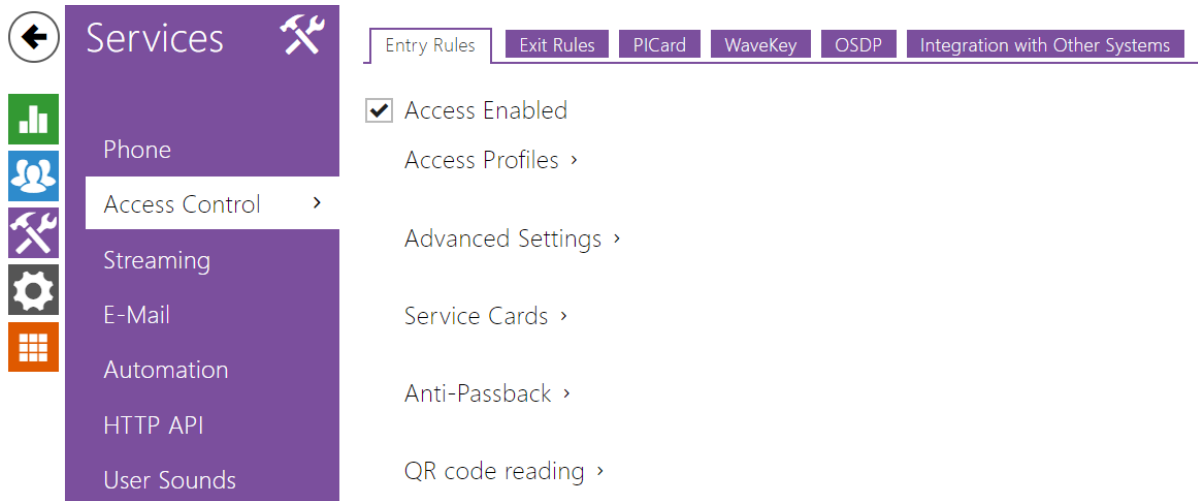 Services
Phone
Access Control
Streaming
E-Mail
Automation
HTTP API
User Sounds
Entry Rules
Exit Rules
PICard
WaveKey
OSDP
Integration with Other Systems
Access Enabled
Access Profiles
Advanced Settings
Service Cards
Anti-Passback
QR code reading